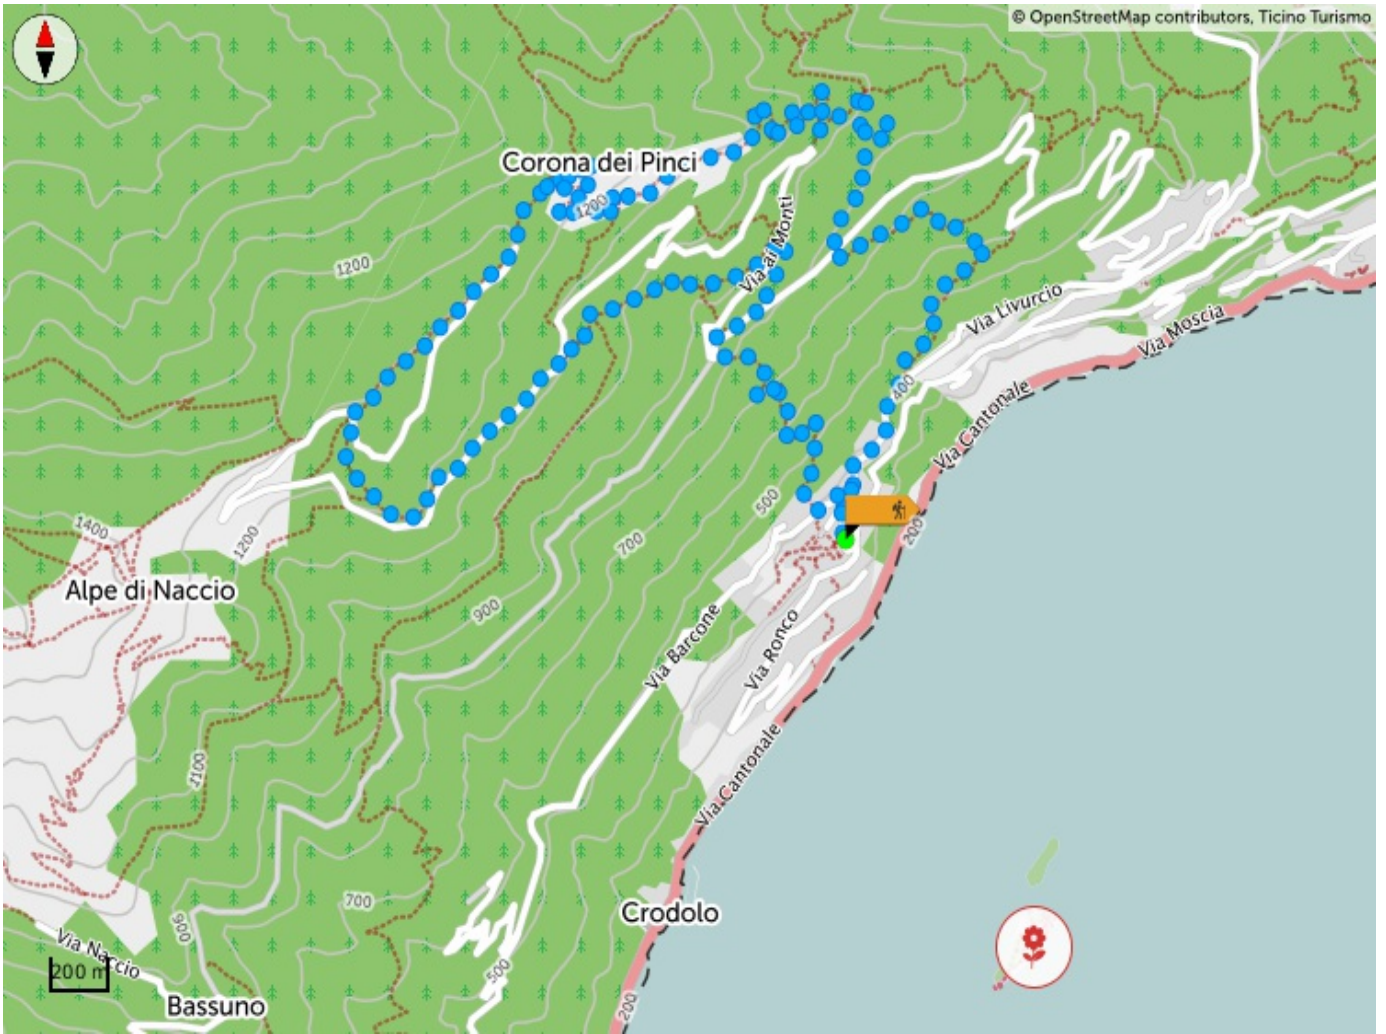 © OpenStreetMap contributors, Ticino Turismo
Corona dei Pinci
1200
Via ai Monti
1200
Via Livurcio
Via Moscia
400
Via Cantonale
500
200
1400
1200
700
Alpe di Naccio
900
Via Barcone
Via Ronco
1100
Via Cantonale
700
Crodolo
900
Via Naccio
500
200 m
Bassuno
200